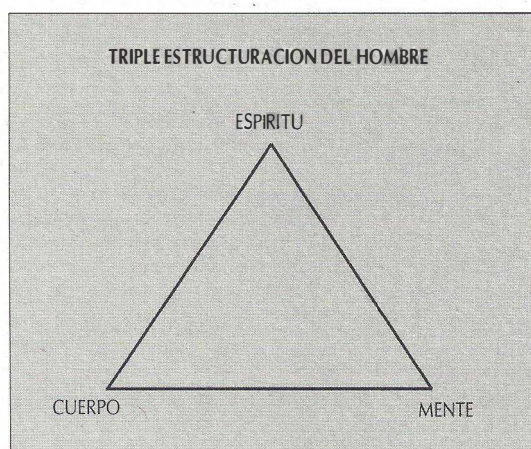 TRIPLE ESTRUCTURACION DEL HOMBRE
ESPIRITU
CUERPO
MENTE